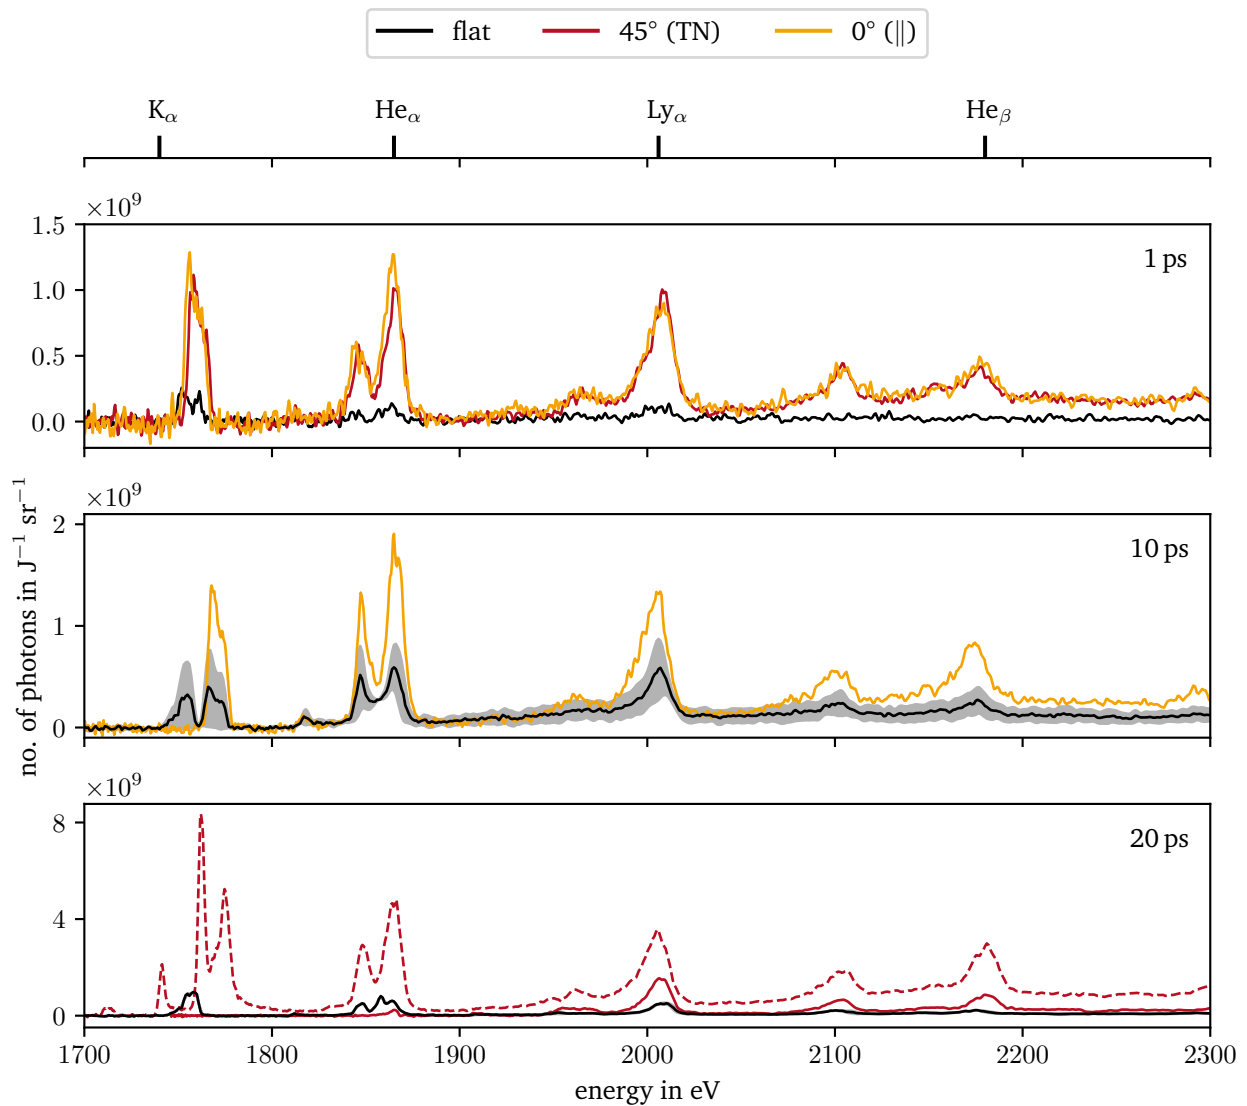 flat 45° (TN) 0° (∥)
Kα Heα Lyα Heβ
×10⁹
1.5
1 ps
1.0
0.5
0.0
×10⁹
2
10 ps
1
0
no. of photons in J⁻¹ sr⁻¹
×10⁹
8
20 ps
4
0
1700 1800 1900 2000 2100 2200 2300
energy in eV